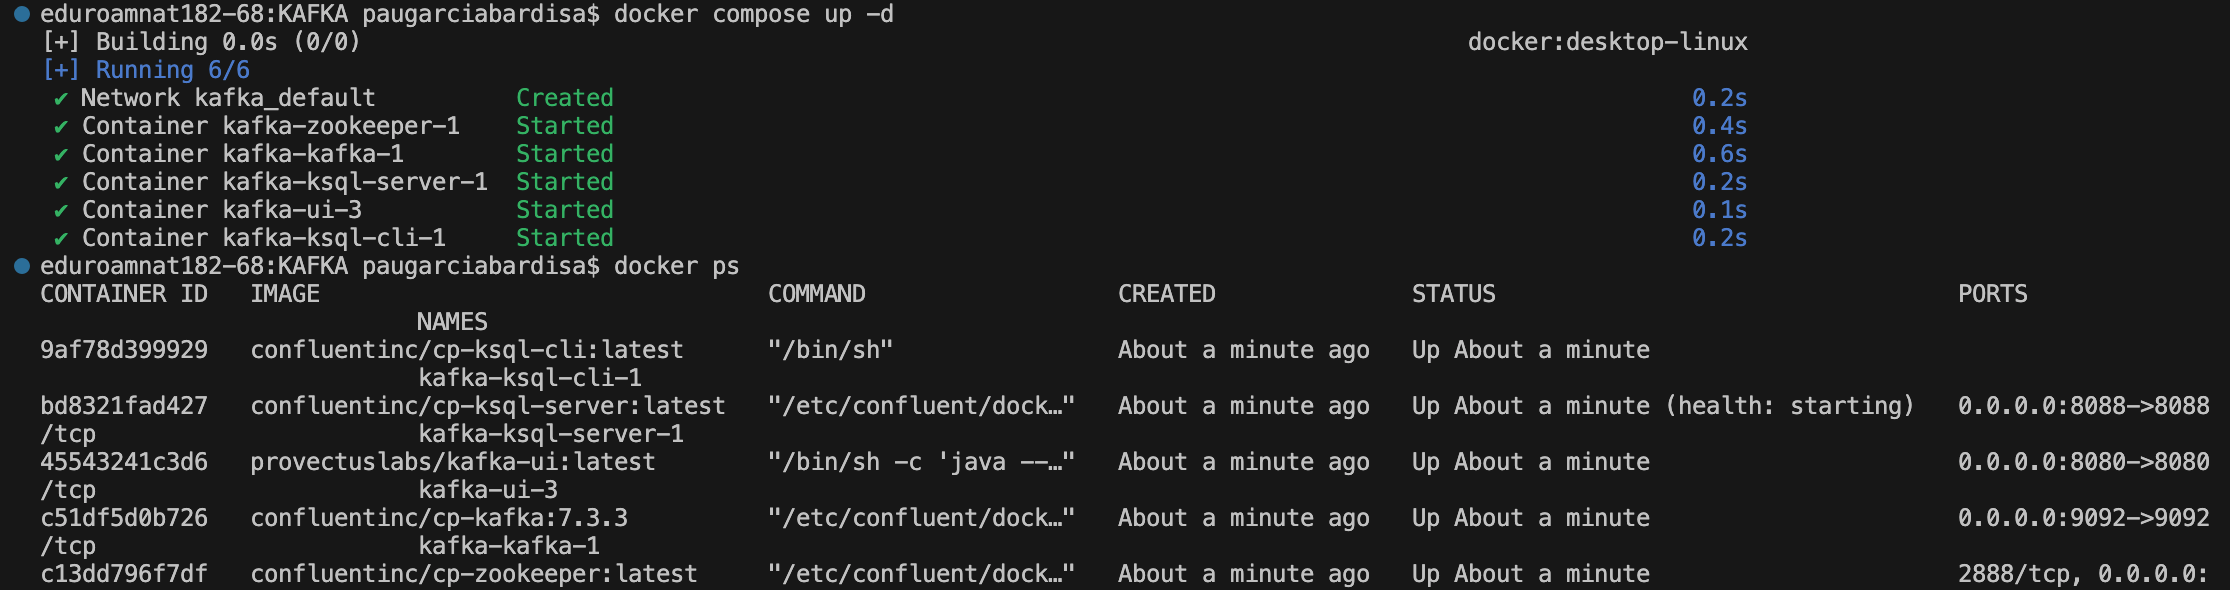 eduroamnat182-68:KAFKA paugarciabardisa$ docker compose up -d
[+] Building 0.0s (0/0) docker:desktop-linux
[+] Running 6/6
✔ Network kafka_default Created 0.2s
✔ Container kafka-zookeeper-1 Started 0.4s
✔ Container kafka-kafka-1 Started 0.6s
✔ Container kafka-ksql-server-1 Started 0.2s
✔ Container kafka-ui-3 Started 0.1s
✔ Container kafka-ksql-cli-1 Started 0.2s
eduroamnat182-68:KAFKA paugarciabardisa$ docker ps
CONTAINER ID IMAGE COMMAND CREATED STATUS PORTS
NAMES
9af78d399929 confluentinc/cp-ksql-cli:latest "/bin/sh" About a minute ago Up About a minute
kafka-ksql-cli-1
bd8321fad427 confluentinc/cp-ksql-server:latest "/etc/confluent/dock…" About a minute ago Up About a minute (health: starting) 0.0.0.0:8088->8088
/tcp kafka-ksql-server-1
45543241c3d6 provectuslabs/kafka-ui:latest "/bin/sh -c 'java --…" About a minute ago Up About a minute 0.0.0.0:8080->8080
/tcp kafka-ui-3
c51df5d0b726 confluentinc/cp-kafka:7.3.3 "/etc/confluent/dock…" About a minute ago Up About a minute 0.0.0.0:9092->9092
/tcp kafka-kafka-1
c13dd796f7df confluentinc/cp-zookeeper:latest "/etc/confluent/dock…" About a minute ago Up About a minute 2888/tcp, 0.0.0.0: